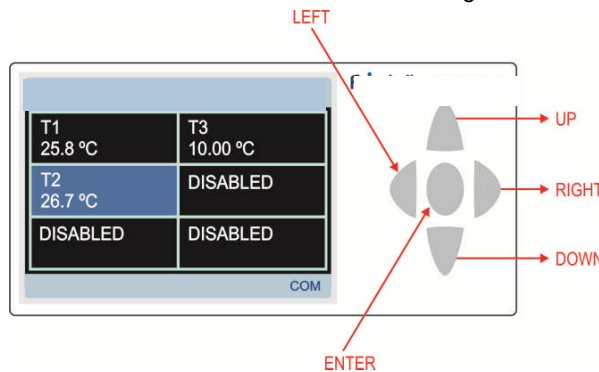 LEFT
T1
25.8 ºC
T3
10.00 ºC
UP
T2
26.7 ºC
DISABLED
RIGHT
DISABLED
DISABLED
DOWN
COM
ENTER